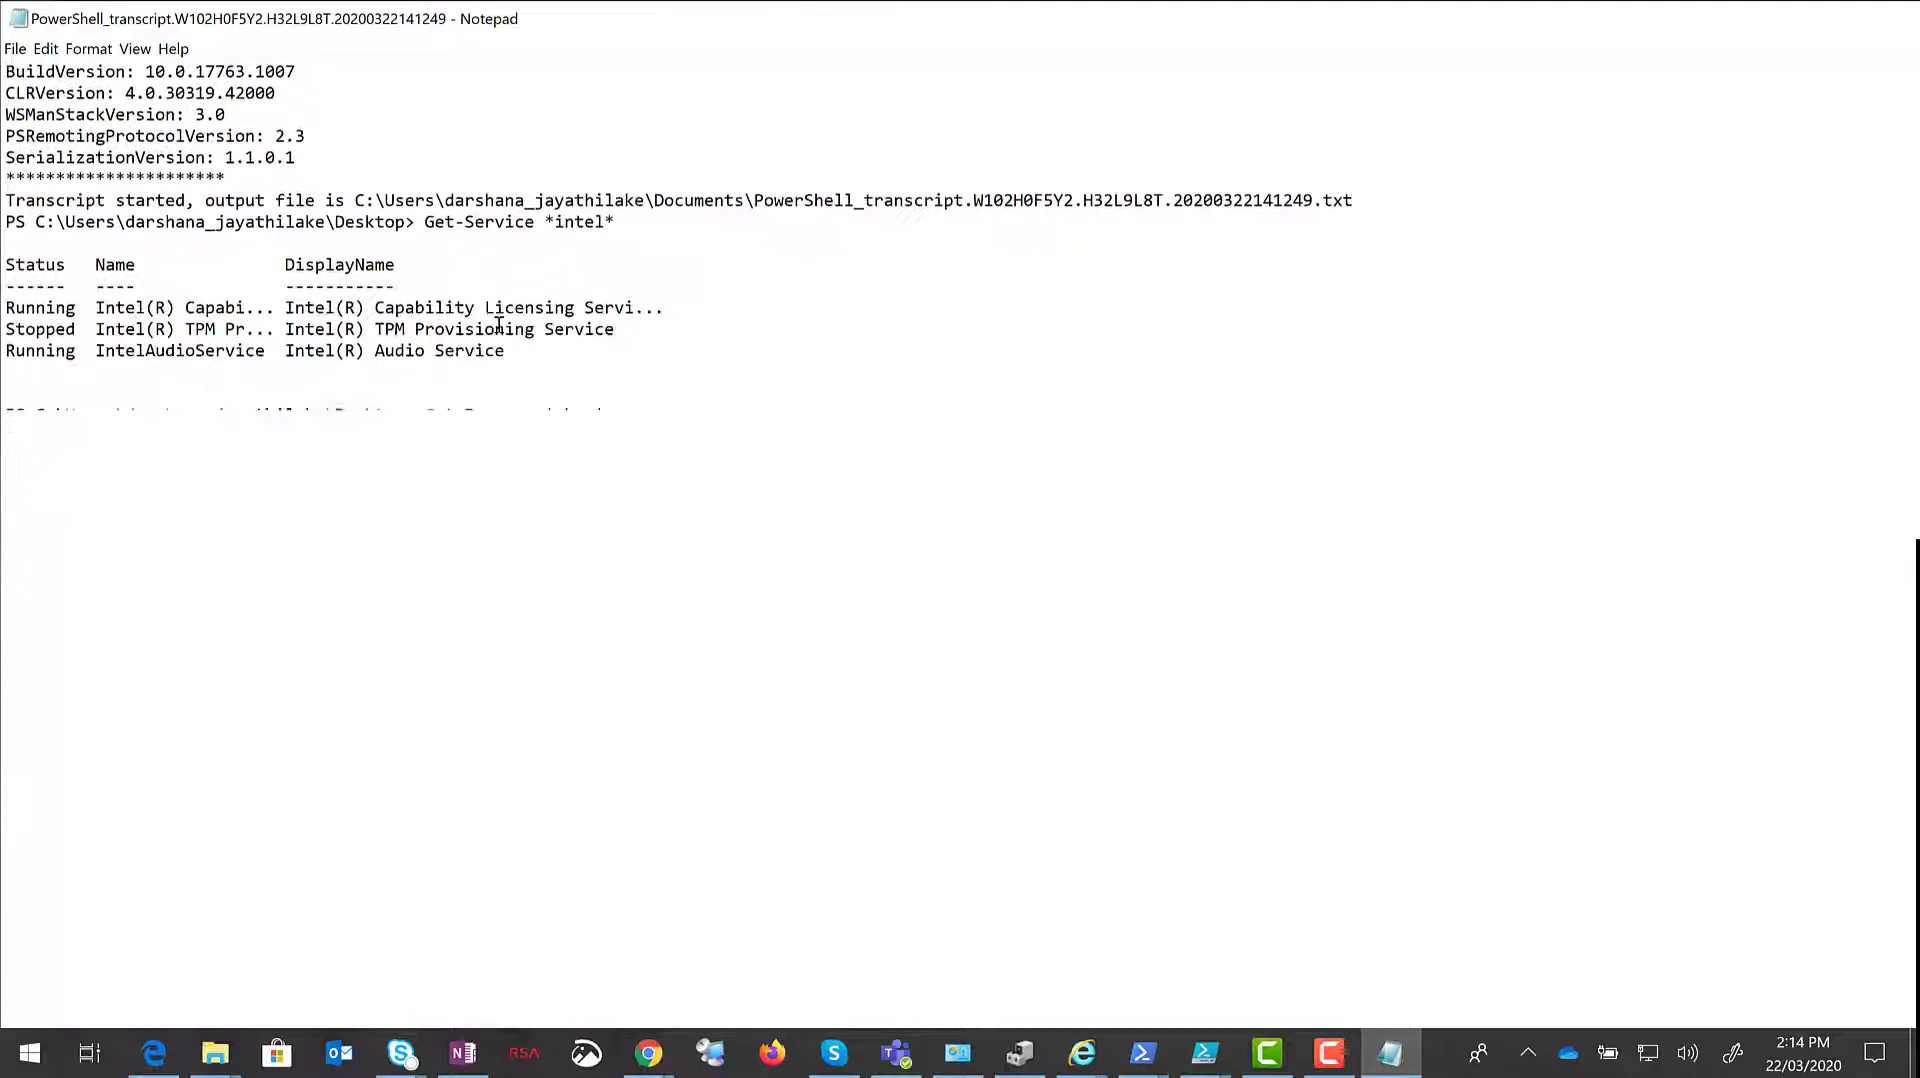 PowerShell_transcript.W102H0F5Y2.H32L9L8T.20200322141249 - Notepad
File Edit Format View Help
BuildVersion: 10.0.17763.1007
CLRVersion: 4.0.30319.42000
WSManStackVersion: 3.0
PSRemotingProtocolVersion: 2.3
SerializationVersion: 1.1.0.1
**********************
Transcript started, output file is C:\Users\darshana_jayathilake\Documents\PowerShell_transcript.W102H0F5Y2.H32L9L8T.20200322141249.txt
PS C:\Users\darshana_jayathilake\Desktop> Get-Service *intel*
Status Name DisplayName
------ ---- -----------
Running Intel(R) Capabi... Intel(R) Capability Licensing Servi...
Stopped Intel(R) TPM Pr... Intel(R) TPM Provisioning Service
Running IntelAudioService Intel(R) Audio Service
RSA
2:14 PM
22/03/2020